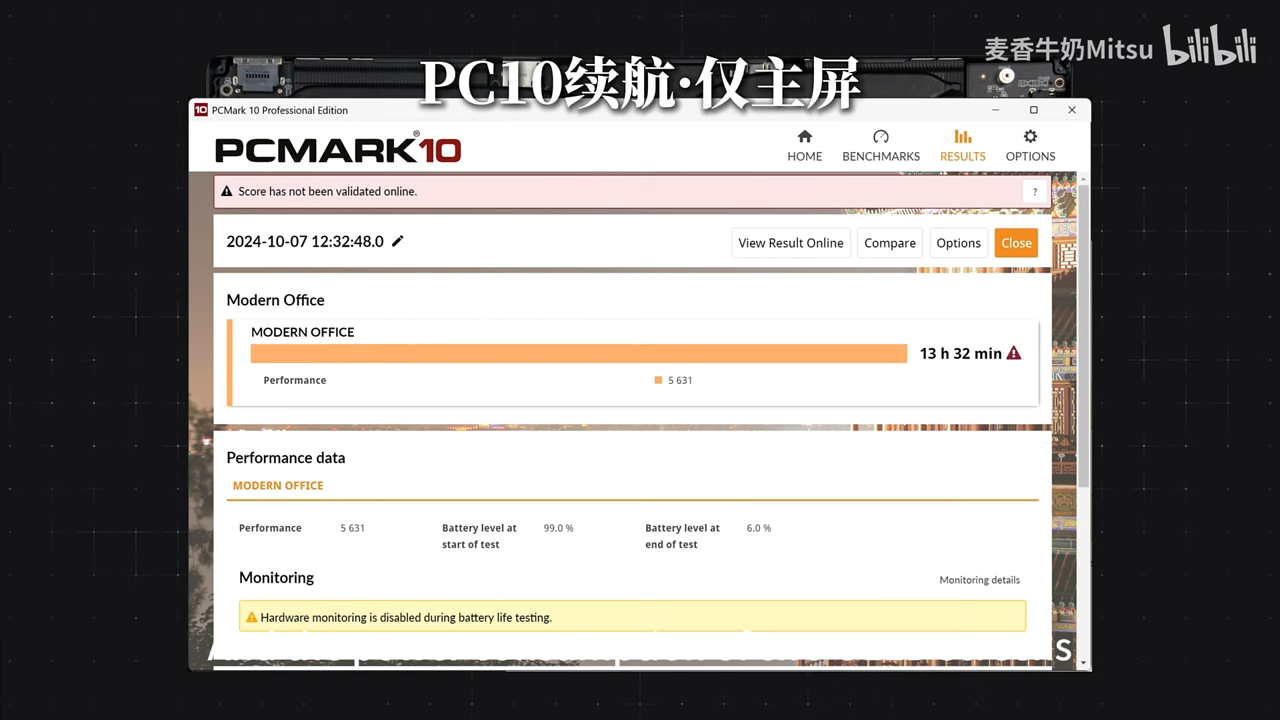 麦香牛奶Mitsu bilibili
PC10续航·仅主屏
10 PCMark 10 Professional Edition
PCMARK®10
HOME BENCHMARKS RESULTS OPTIONS
Score has not been validated online. ?
2024-10-07 12:32:48.0 View Result Online Compare Options Close
Modern Office
MODERN OFFICE
13 h 32 min
Performance 5 631
Performance data
MODERN OFFICE
Performance 5 631 Battery level at start of test 99.0 % Battery level at end of test 6.0 %
Monitoring Monitoring details
Hardware monitoring is disabled during battery life testing.